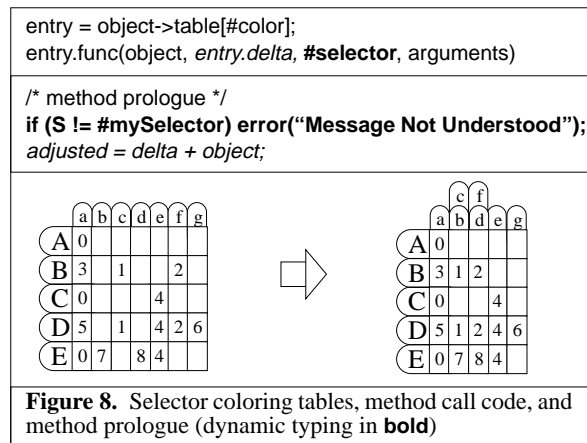 entry = object->table[#color];
entry.func(object, entry.delta, #selector, arguments)
/* method prologue */
if (S != #mySelector) error(“Message Not Understood”);
adjusted = delta + object;
a b c d e f g
A 0
B 3 1 2
C 0 4
D 5 1 4 2 6
E 0 7 8 4
c f
a b d e g
A 0
B 3 1 2
C 0 4
D 5 1 2 4 6
E 0 7 8 4
Figure 8. Selector coloring tables, method call code, and
method prologue (dynamic typing in bold)